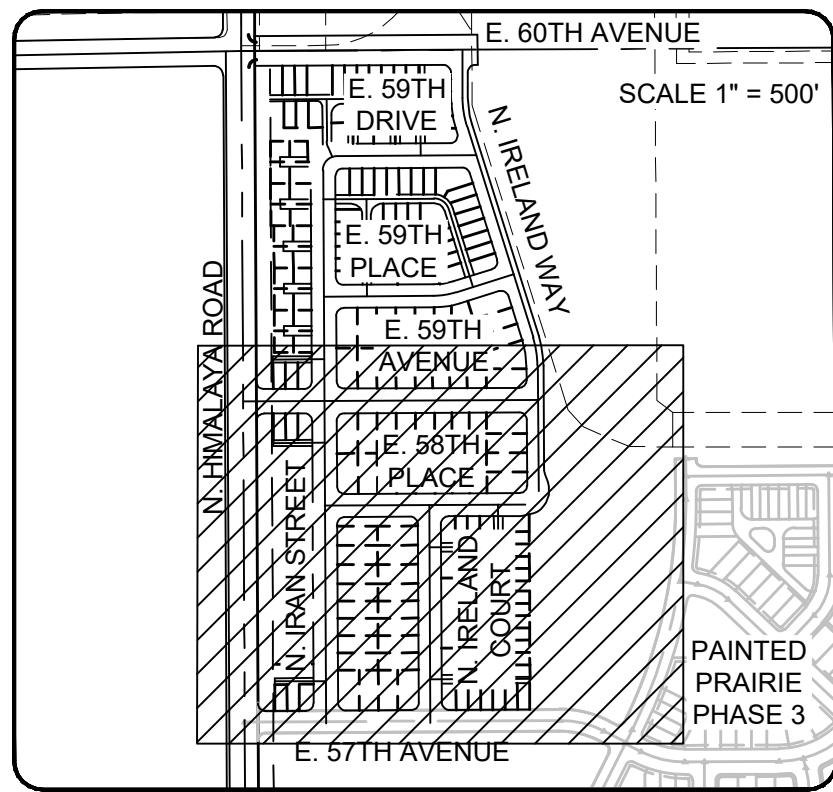 E. 60TH AVENUE
SCALE 1" = 500'
E. 59TH
DRIVE
N. IRELAND WAY
E. 59TH
PLACE
N. HIMALAYA ROAD
E. 59TH
AVENUE
E. 58TH
PLACE
N. IRAN STREET
N. IRELAND
COURT
PAINTED
PRAIRIE
PHASE 3
E. 57TH AVENUE